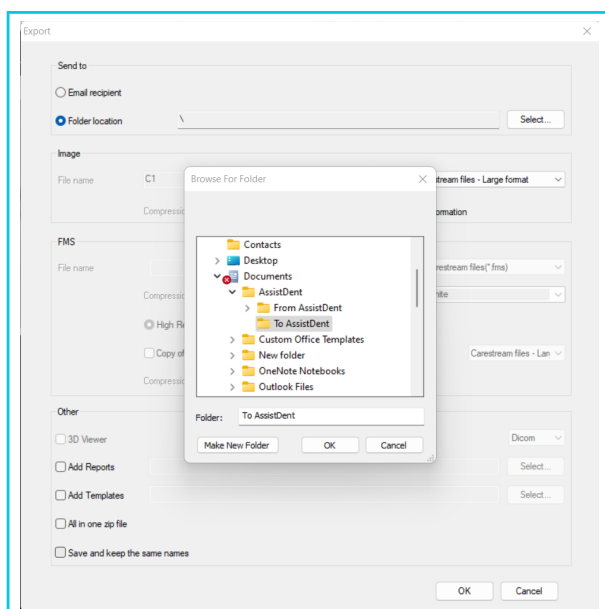 Export
Send to
Email recipient
Folder location \ Select...
Image
File name C1 stream files - Large format
Compressio ormation
FMS
File name restream files(*.fms)
Compressio hite
High Re
Copy of Carestream files - Lar
Compressio
Browse For Folder
Contacts
Desktop
Documents
AssistDent
From AssistDent
To AssistDent
Custom Office Templates
New folder
OneNote Notebooks
Outlook Files
Folder: To AssistDent
Make New Folder OK Cancel
Other
3D Viewer Dicom
Add Reports Select...
Add Templates Select...
All in one zip file
Save and keep the same names
OK Cancel